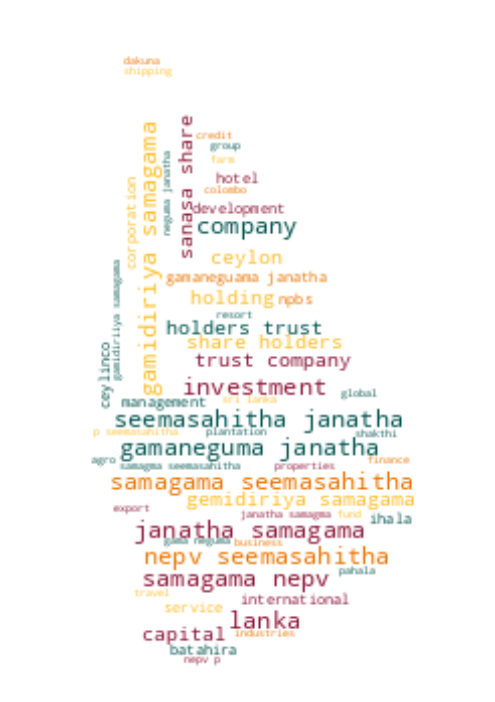 dakuna
shipping
gamidiriya samagama
sanasa share
corporation
neguma janatha
credit
group
farm
hotel
colombo
development
company
ceylon
gamaneguama janatha
holding
npbs
resort
holders trust
share holders
trust company
ceylinco
gamidiriiya samagama
investment
global
management
sri lanka
seemasahitha janatha
p seemasahitha
plantation
shakthi
gamaneguma janatha
agro
samagma seemasahitha
properties
finance
samagama seemasahitha
gemidiriya samagama
export
janatha samagma
fund
ihala
janatha samagama
gama neguma
business
nepv seemasahitha
samagama nepv
pahala
travel
international
service
lanka
capital
industries
batahira
nepv p